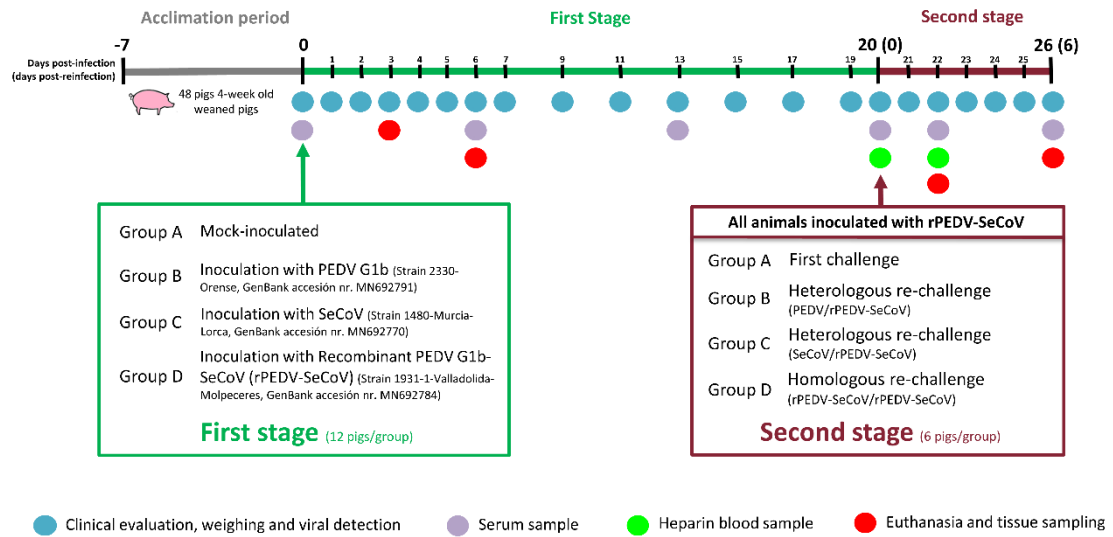 Acclimation period
First Stage
Second stage
-7
0
20 (0)
26 (6)
Days post-infection
(days post-reinfection)
1
2
3
4
5
6
7
9
11
13
15
17
19
21
22
23
24
25
48 pigs 4-week old
weaned pigs
Group A Mock-inoculated
Group B Inoculation with PEDV G1b (Strain 2330-
Orense, GenBank accesión nr. MN692791)
Group C Inoculation with SeCoV (Strain 1480-Murcia-
Lorca, GenBank accesión nr. MN692770)
Group D Inoculation with Recombinant PEDV G1b-
SeCoV (rPEDV-SeCoV) (Strain 1931-1-Valladolida-
Molpeceres, GenBank accesión nr. MN692784)
First stage (12 pigs/group)
All animals inoculated with rPEDV-SeCoV
Group A First challenge
Group B Heterologous re-challenge
(PEDV/rPEDV-SeCoV)
Group C Heterologous re-challenge
(SeCoV/rPEDV-SeCoV)
Group D Homologous re-challenge
(rPEDV-SeCoV/rPEDV-SeCoV)
Second stage (6 pigs/group)
Clinical evaluation, weighing and viral detection
Serum sample
Heparin blood sample
Euthanasia and tissue sampling